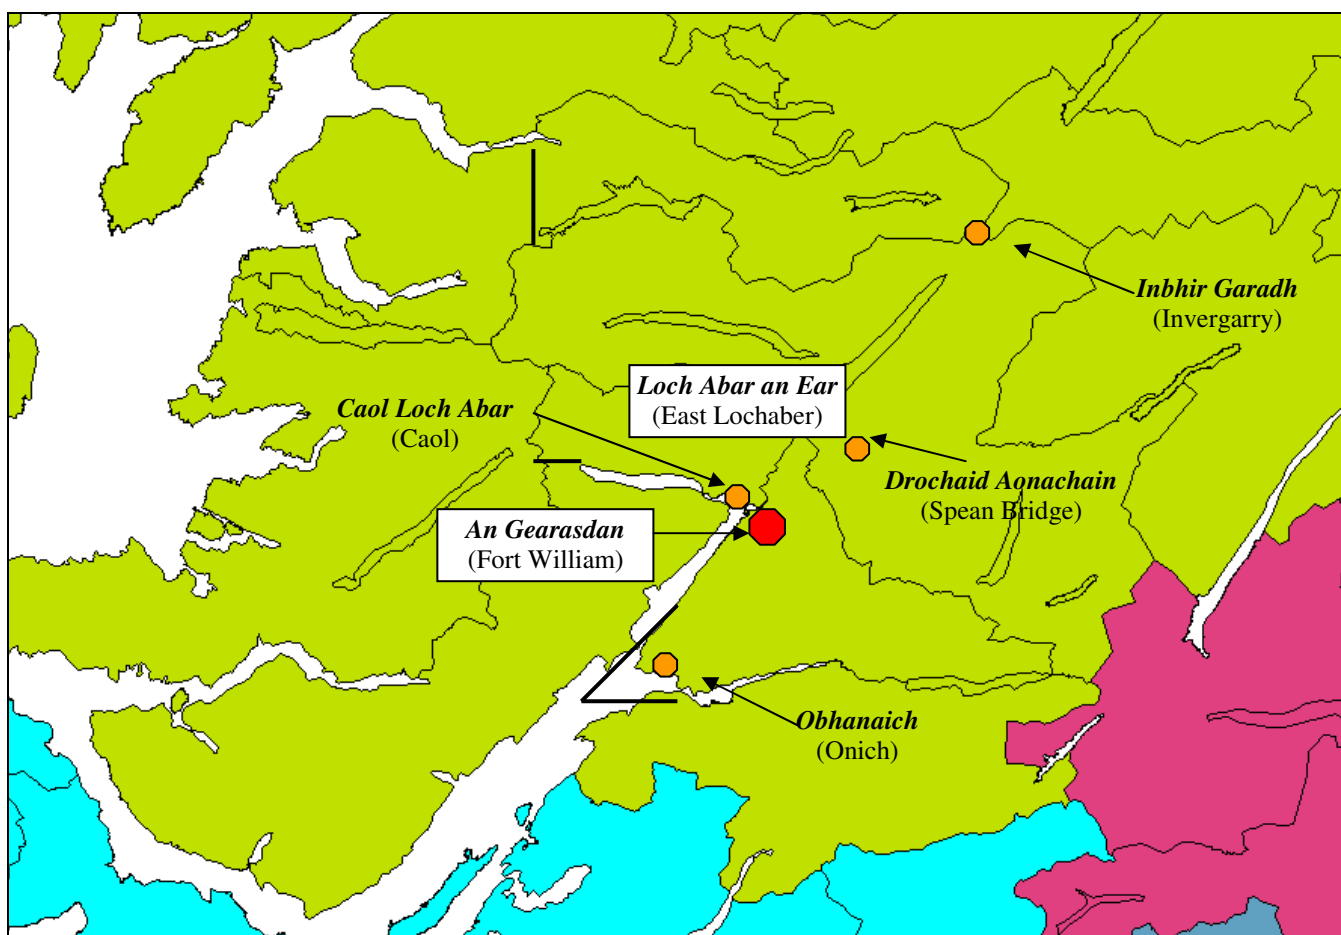 Inbhir Garadh
(Invergarry)
Loch Abar an Ear
(East Lochaber)
Caol Loch Abar
(Caol)
Drochaid Aonachain
(Spean Bridge)
An Gearasdan
(Fort William)
Obhanaich
(Onich)